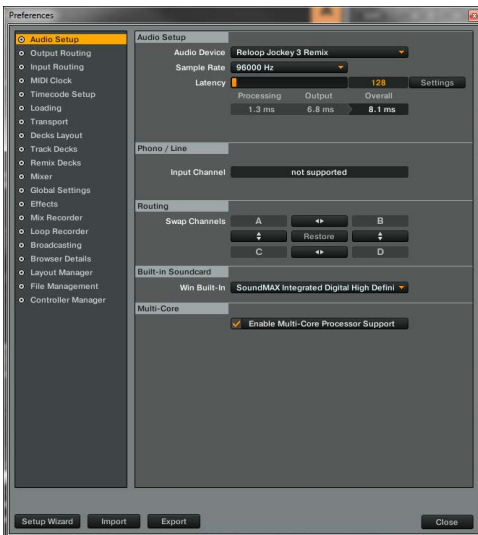 Preferences
Audio Setup
Output Routing
Input Routing
MIDI Clock
Timecode Setup
Loading
Transport
Decks Layout
Track Decks
Remix Decks
Mixer
Global Settings
Effects
Mix Recorder
Loop Recorder
Broadcasting
Browser Details
Layout Manager
File Management
Controller Manager
Audio Setup
Audio Device Reloop Jockey 3 Remix
Sample Rate 96000 Hz
Latency 128 Settings
Processing Output Overall
1.3 ms 6.8 ms 8.1 ms
Phono / Line
Input Channel not supported
Routing
Swap Channels A B
Restore
C D
Built-in Soundcard
Win Built-In SoundMAX Integrated Digital High Defini
Multi-Core
Enable Multi-Core Processor Support
Setup Wizard Import Export Close